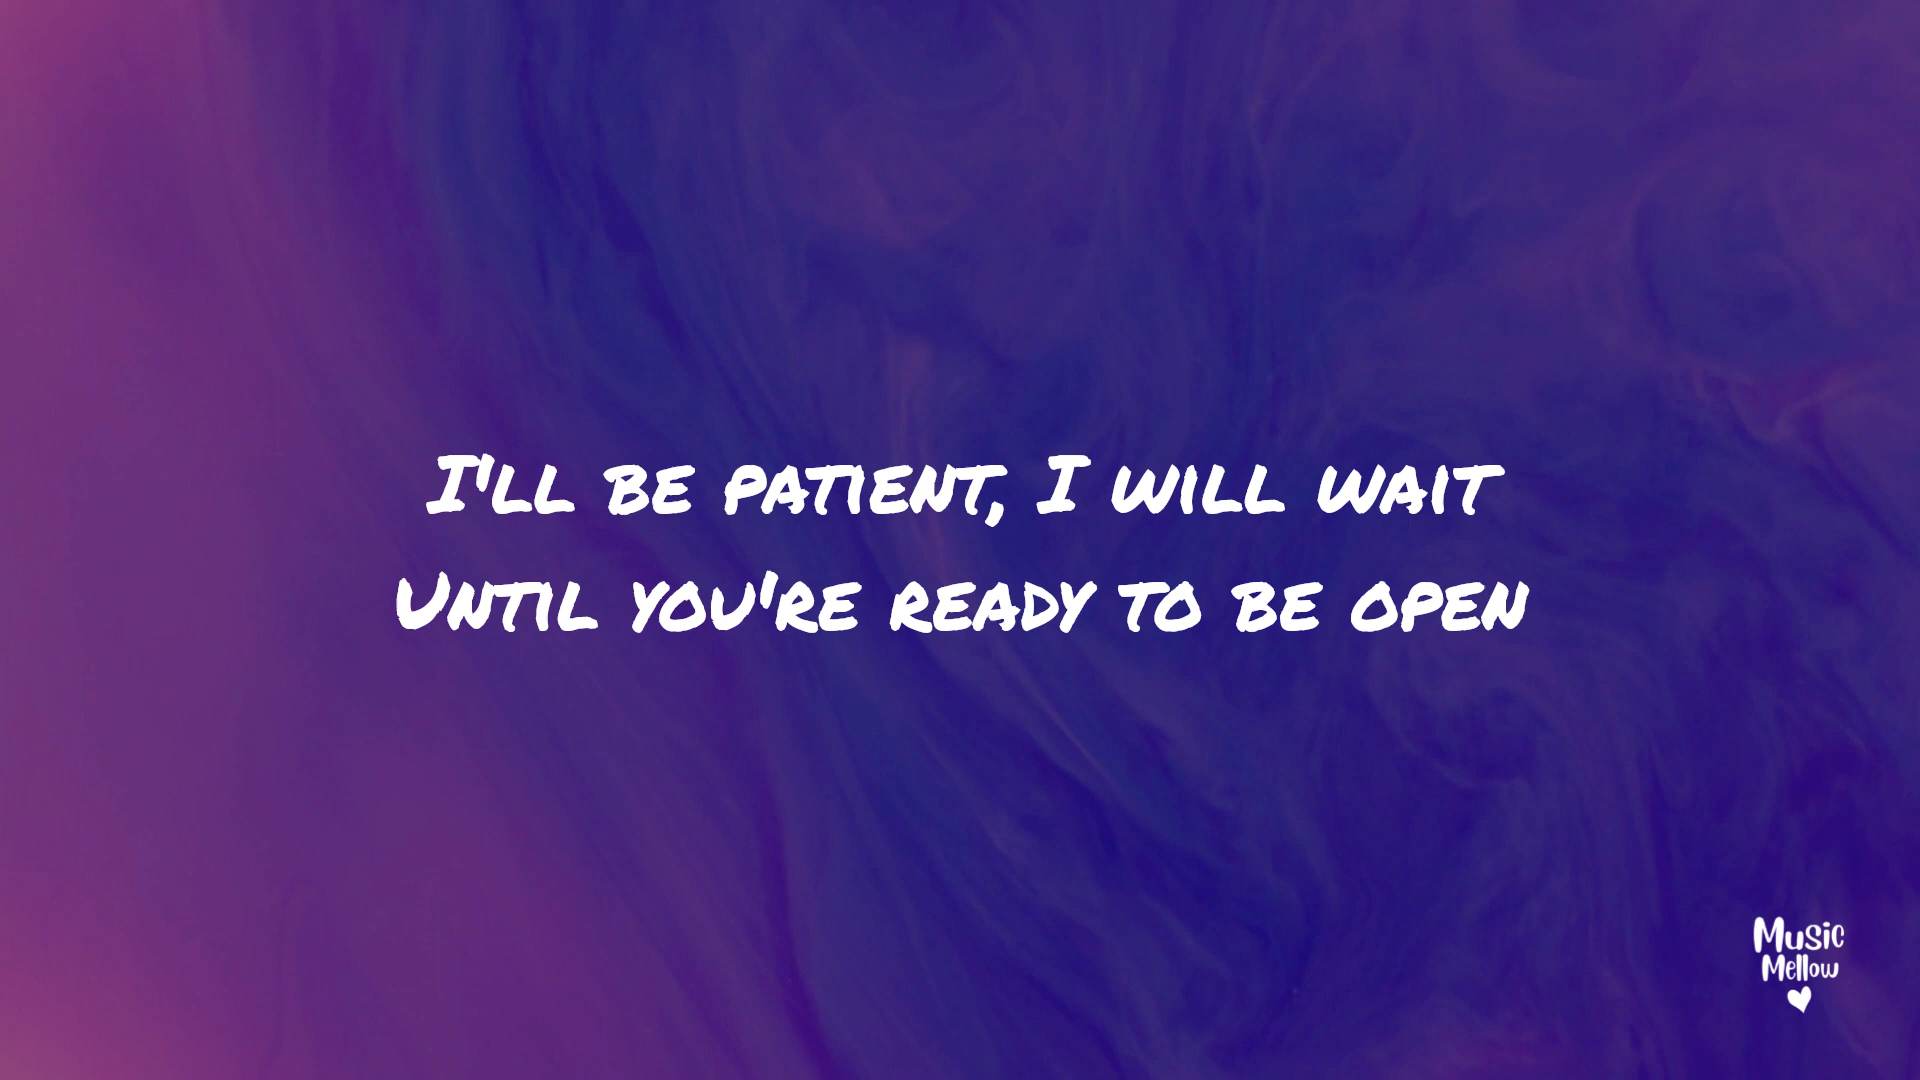 I'll be patient, I will wait
Until you're ready to be open
Music
Mellow